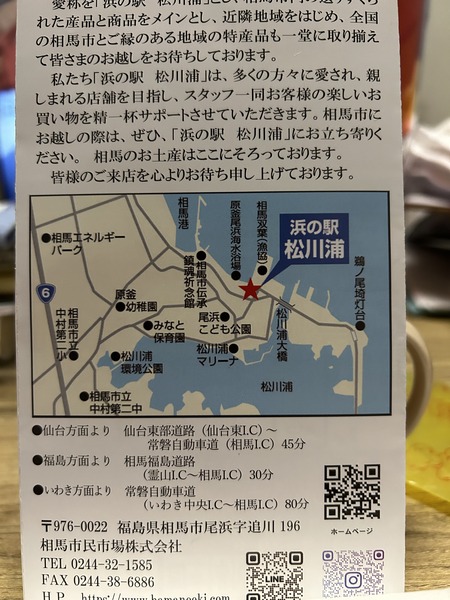 愛称を「浜の駅 松川浦」とし、相馬市内の選りすぐら
れた産品と商品をメインとし、近隣地域をはじめ、全国
の相馬市とご縁のある地域の特産品も一堂に取り揃え
て皆さまのお越しをお待ちしております。
私たち「浜の駅 松川浦」は、多くの方々に愛され、親
しまれる店舗を目指し、スタッフ一同お客様の楽しいお
買い物を精一杯サポートさせていただきます。相馬市に
お越しの際は、ぜひ、「浜の駅 松川浦」にお立ち寄りく
ださい。 相馬のお土産はここにそろっております。
皆様のご来店を心よりお待ち申し上げております。
相馬港
原釜尾浜海水浴場
相馬双葉(漁協)
浜の駅
松川浦
相馬エネルギー
パーク
相馬市伝承
鎮魂祈念館
鵜ノ尾埼灯台
6
原釜
幼稚園
相馬市立
中村第二小
みなと
保育園
尾浜
こども公園
松川浦大橋
松川浦
環境公園
松川浦
マリーナ
松川浦
相馬市立
中村第二中
●仙台方面より 仙台東部道路(仙台東I.C)~
常磐自動車道(相馬I.C)45分
●福島方面より 相馬福島道路
(霊山I.C~相馬I.C)30分
●いわき方面より 常磐自動車道
(いわき中央I.C~相馬I.C)80分
ホームページ
〒976-0022 福島県相馬市尾浜字追川196
相馬市民市場株式会社
TEL 0244-32-1585
FAX 0244-38-6886
LINE
H.P https://www.hamanoeki.com